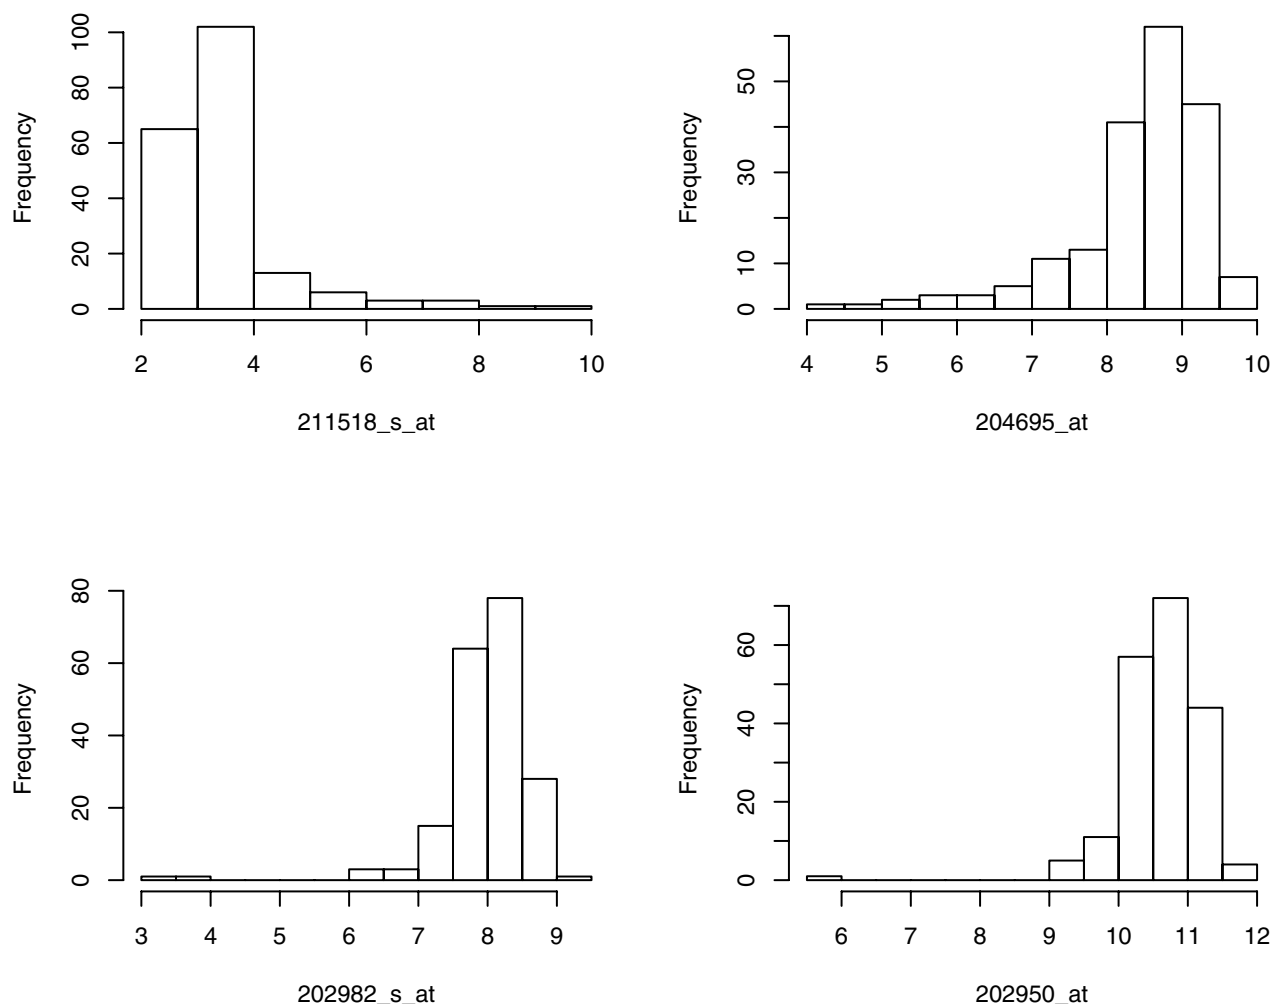 Frequency
0 20 40 60 80 100
2 4 6 8 10
211518_s_at
Frequency
0 10 30 50
4 5 6 7 8 9 10
204695_at
Frequency
0 20 40 60 80
3 4 5 6 7 8 9
202982_s_at
Frequency
0 20 40 60
6 7 8 9 10 11 12
202950_at